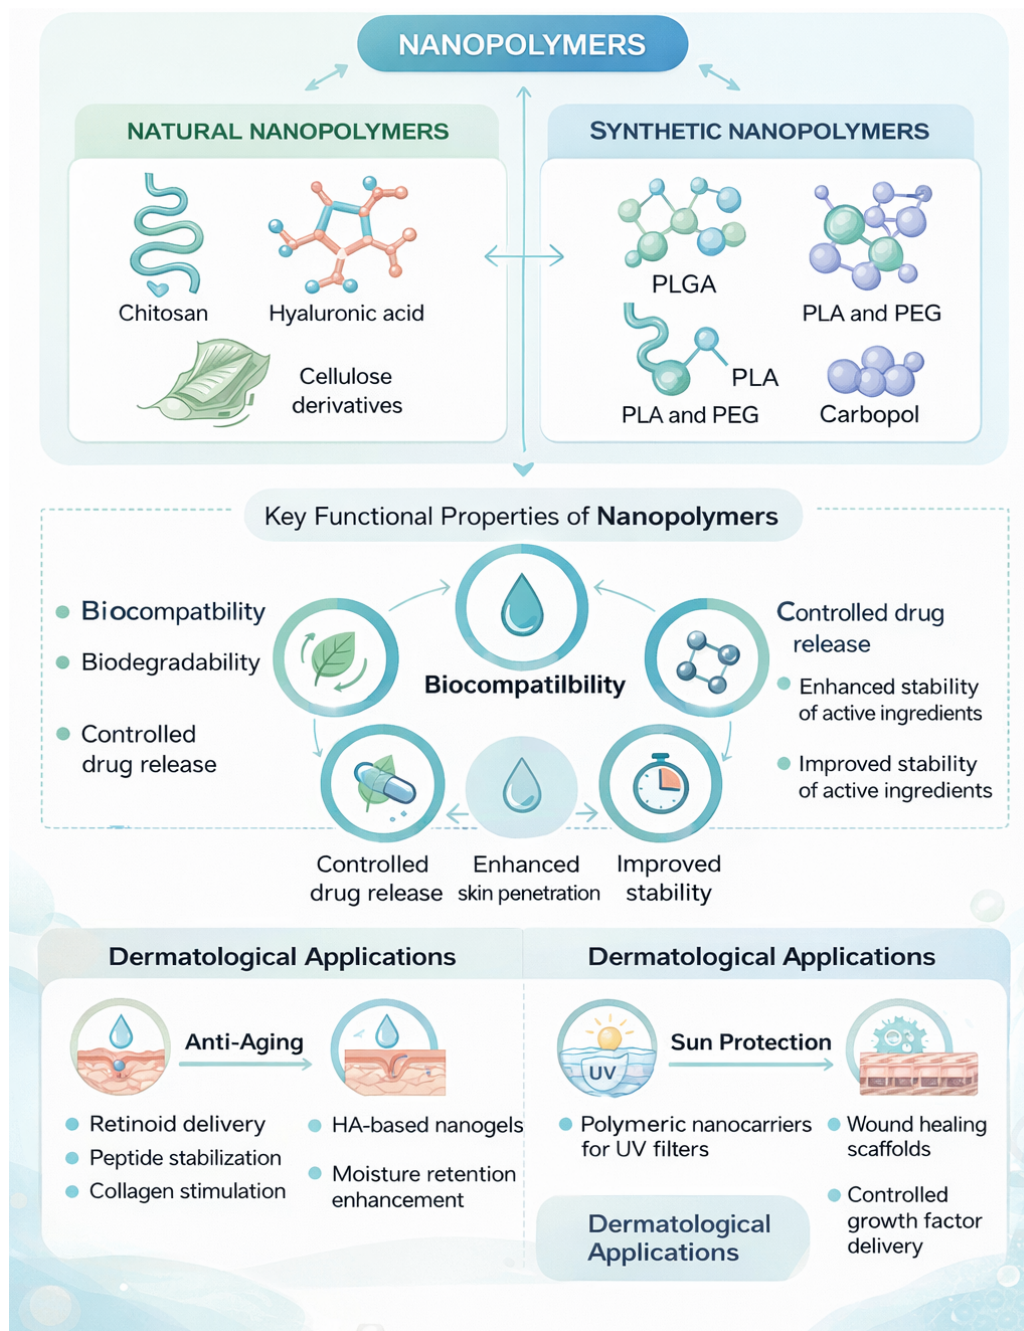 NANOPOLYMERS
NATURAL NANOPOLYMERS
SYNTHETIC NANOPOLYMERS
Chitosan
Hyaluronic acid
Cellulose
derivatives
PLGA
PLA and PEG
PLA
PLA and PEG
Carbopol
Key Functional Properties of Nanopolymers
Biocompatbility
Biodegradability
Controlled
drug release
Biocompatilbility
Controlled drug
release
Enhanced stability
of active ingredients
Improved stability
of active ingredients
Controlled
drug release
Enhanced
skin penetration
Improved
stability
Dermatological Applications
Anti-Aging
Retinoid delivery
Peptide stabilization
Collagen stimulation
HA-based nanogels
Moisture retention
enhancement
Dermatological Applications
UV
Sun Protection
Polymeric nanocarriers
for UV filters
Wound healing
scaffolds
Controlled
growth factor
delivery
Dermatological
Applications